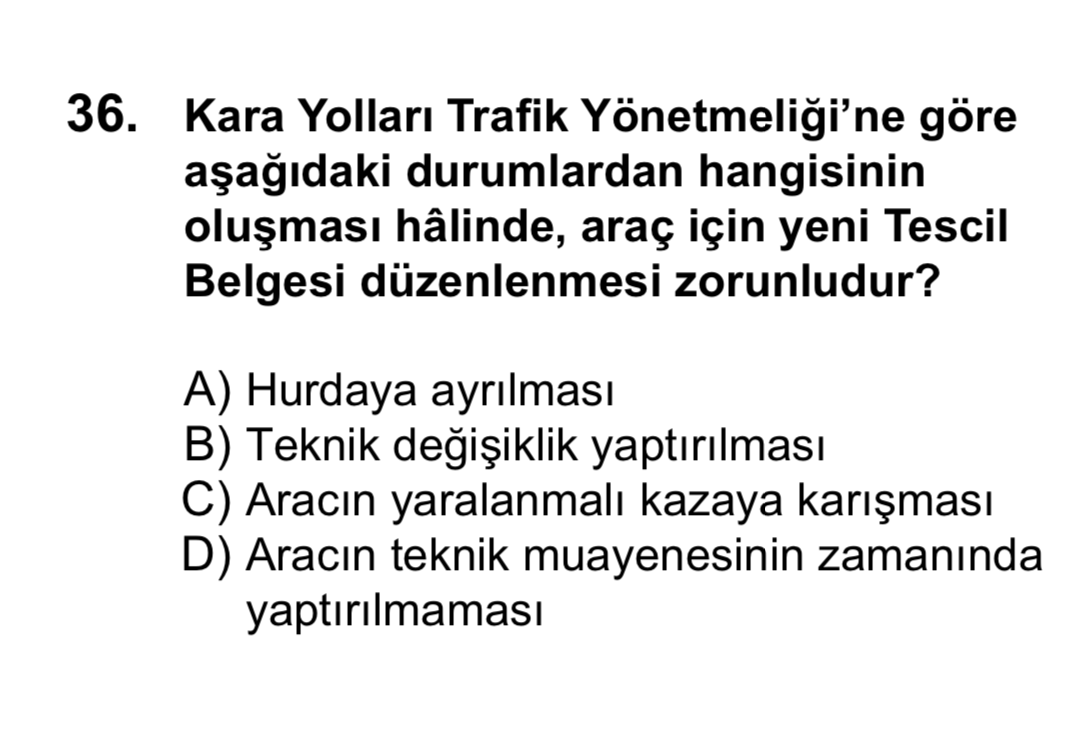 36. Kara Yolları Trafik Yönetmeliği’ne göre
aşağıdaki durumlardan hangisinin
oluşması hâlinde, araç için yeni Tescil
Belgesi düzenlenmesi zorunludur?
A) Hurdaya ayrılması
B) Teknik değişiklik yaptırılması
C) Aracın yaralanmalı kazaya karışması
D) Aracın teknik muayenesinin zamanında
yaptırılmaması